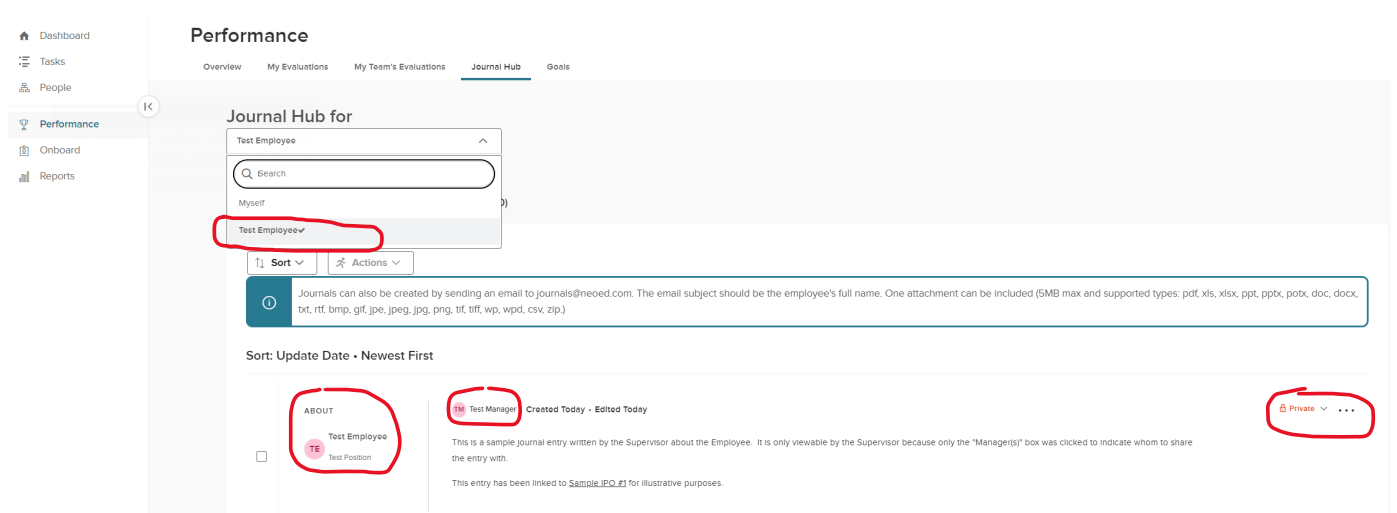 Dashboard
Tasks
People
Performance
Onboard
Reports
Performance
Overview My Evaluations My Team's Evaluations Journal Hub Goals
Journal Hub for
Test Employee
Search
Myself
0)
Test Employee
Sort Actions
Journals can also be created by sending an email to journals@neoed.com. The email subject should be the employee's full name. One attachment can be included (5MB max and supported types: pdf, xls, xlsx, ppt, pptx, potx, doc, docx,
txt, rtf, bmp, gif, jpe, jpeg, jpg, png, tif, tiff, wp, wpd, csv, zip.)
Sort: Update Date • Newest First
ABOUT
TE Test Employee
Test Position
TM Test Manager • Created Today • Edited Today
Private
This is a sample journal entry written by the Supervisor about the Employee. It is only viewable by the Supervisor because only the "Manager(s)" box was clicked to indicate whom to share
the entry with.
This entry has been linked to Sample IPO #1 for illustrative purposes.